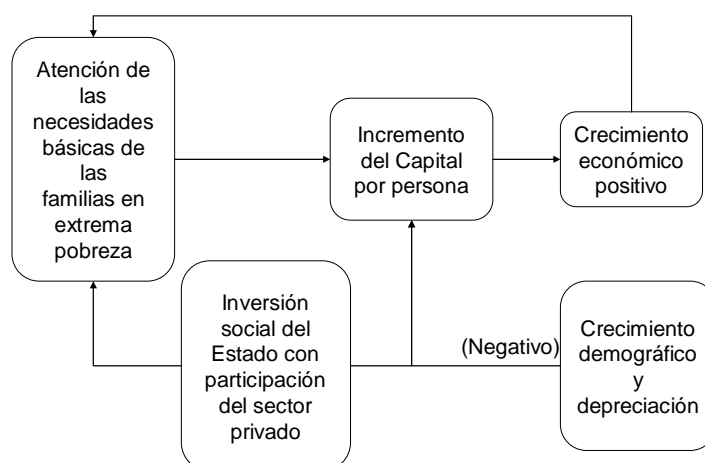 Atención de
las
necesidades
básicas de
las
familias en
extrema
pobreza
Incremento
del Capital
por persona
Crecimiento
económico
positivo
Inversión
social del
Estado con
participación
del sector
privado
(Negativo)
Crecimiento
demográfico
y
depreciación